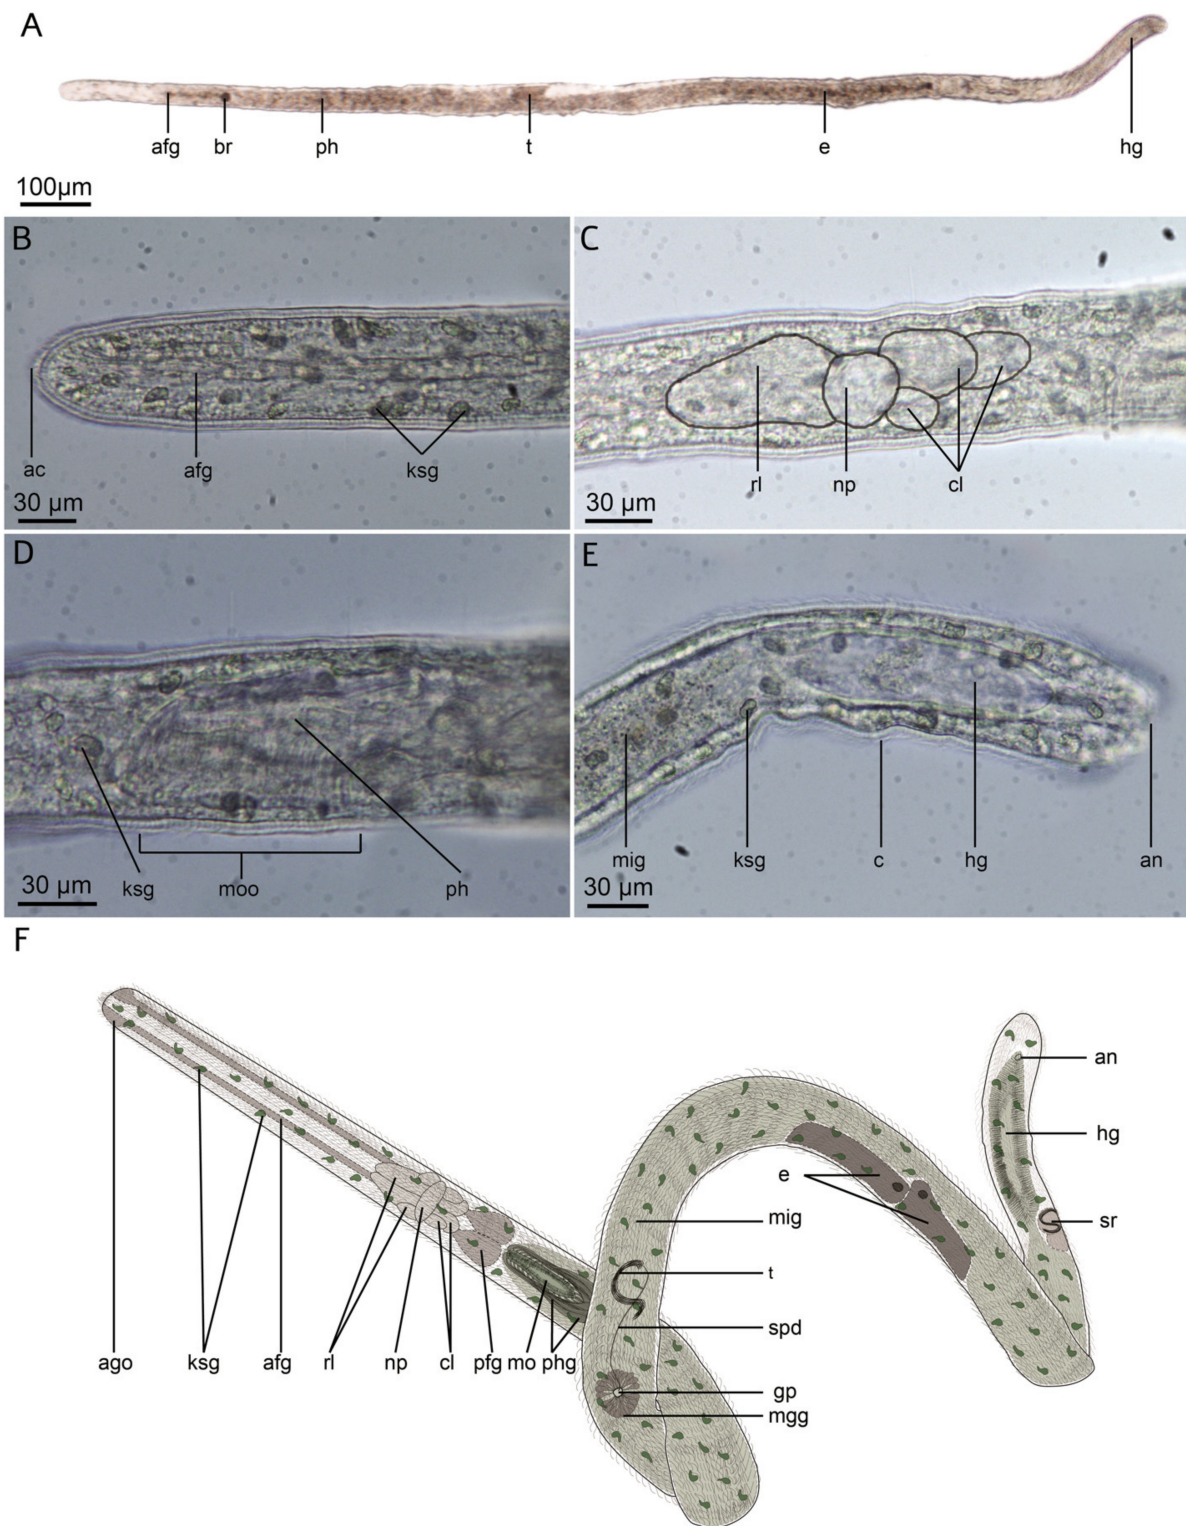 A
afg br ph t e hg
100µm
B
ac afg ksg
30 µm
C
rl np cl
30 µm
D
ksg moo ph
30 µm
E
mig ksg c hg an
30 µm
F
an
hg
sr
e
mig
t
spd
gp
mgg
ago ksg afg rl np cl pfg mo phg